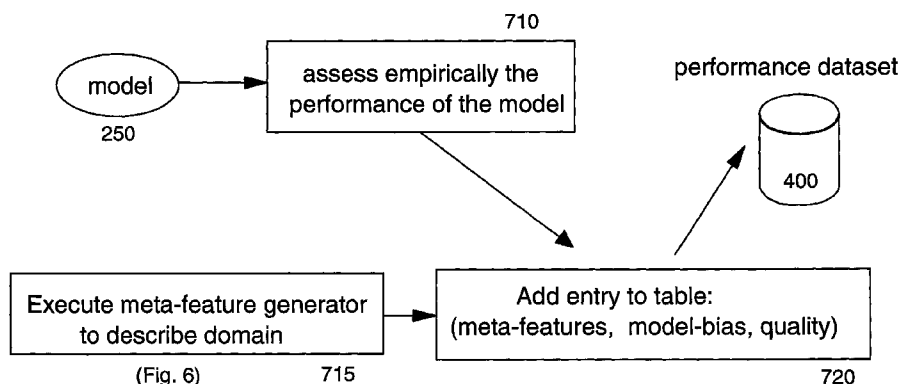 710
model
250
assess empirically the
performance of the model
performance dataset
400
Execute meta-feature generator
to describe domain
(Fig. 6)
715
Add entry to table:
(meta-features, model-bias, quality)
720